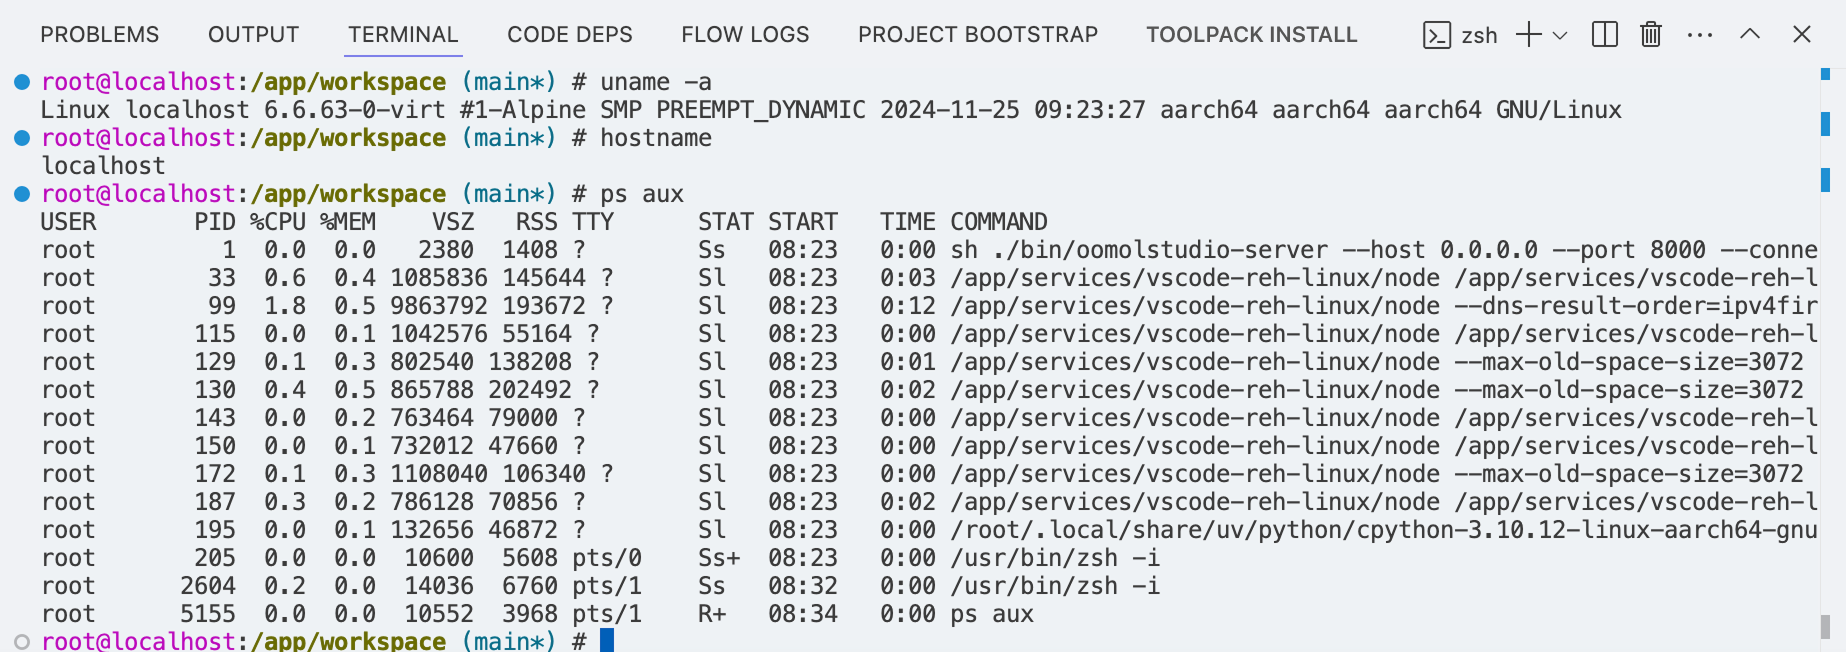 PROBLEMS OUTPUT TERMINAL CODE DEPS FLOW LOGS PROJECT BOOTSTRAP TOOLPACK INSTALL zsh
root@localhost:/app/workspace (main*) # uname -a
Linux localhost 6.6.63-0-virt #1-Alpine SMP PREEMPT_DYNAMIC 2024-11-25 09:23:27 aarch64 aarch64 aarch64 GNU/Linux
root@localhost:/app/workspace (main*) # hostname
localhost
root@localhost:/app/workspace (main*) # ps aux
USER PID %CPU %MEM VSZ RSS TTY STAT START TIME COMMAND
root 1 0.0 0.0 2380 1408 ? Ss 08:23 0:00 sh ./bin/oomolstudio-server --host 0.0.0.0 --port 8000 --conne
root 33 0.6 0.4 1085836 145644 ? Sl 08:23 0:03 /app/services/vscode-reh-linux/node /app/services/vscode-reh-l
root 99 1.8 0.5 9863792 193672 ? Sl 08:23 0:12 /app/services/vscode-reh-linux/node --dns-result-order=ipv4fir
root 115 0.0 0.1 1042576 55164 ? Sl 08:23 0:00 /app/services/vscode-reh-linux/node /app/services/vscode-reh-l
root 129 0.1 0.3 802540 138208 ? Sl 08:23 0:01 /app/services/vscode-reh-linux/node --max-old-space-size=3072
root 130 0.4 0.5 865788 202492 ? Sl 08:23 0:02 /app/services/vscode-reh-linux/node --max-old-space-size=3072
root 143 0.0 0.2 763464 79000 ? Sl 08:23 0:00 /app/services/vscode-reh-linux/node /app/services/vscode-reh-l
root 150 0.0 0.1 732012 47660 ? Sl 08:23 0:00 /app/services/vscode-reh-linux/node /app/services/vscode-reh-l
root 172 0.1 0.3 1108040 106340 ? Sl 08:23 0:00 /app/services/vscode-reh-linux/node --max-old-space-size=3072
root 187 0.3 0.2 786128 70856 ? Sl 08:23 0:02 /app/services/vscode-reh-linux/node /app/services/vscode-reh-l
root 195 0.0 0.1 132656 46872 ? Sl 08:23 0:00 /root/.local/share/uv/python/cpython-3.10.12-linux-aarch64-gnu
root 205 0.0 0.0 10600 5608 pts/0 Ss+ 08:23 0:00 /usr/bin/zsh -i
root 2604 0.2 0.0 14036 6760 pts/1 Ss 08:32 0:00 /usr/bin/zsh -i
root 5155 0.0 0.0 10552 3968 pts/1 R+ 08:34 0:00 ps aux
root@localhost:/app/workspace (main*) #